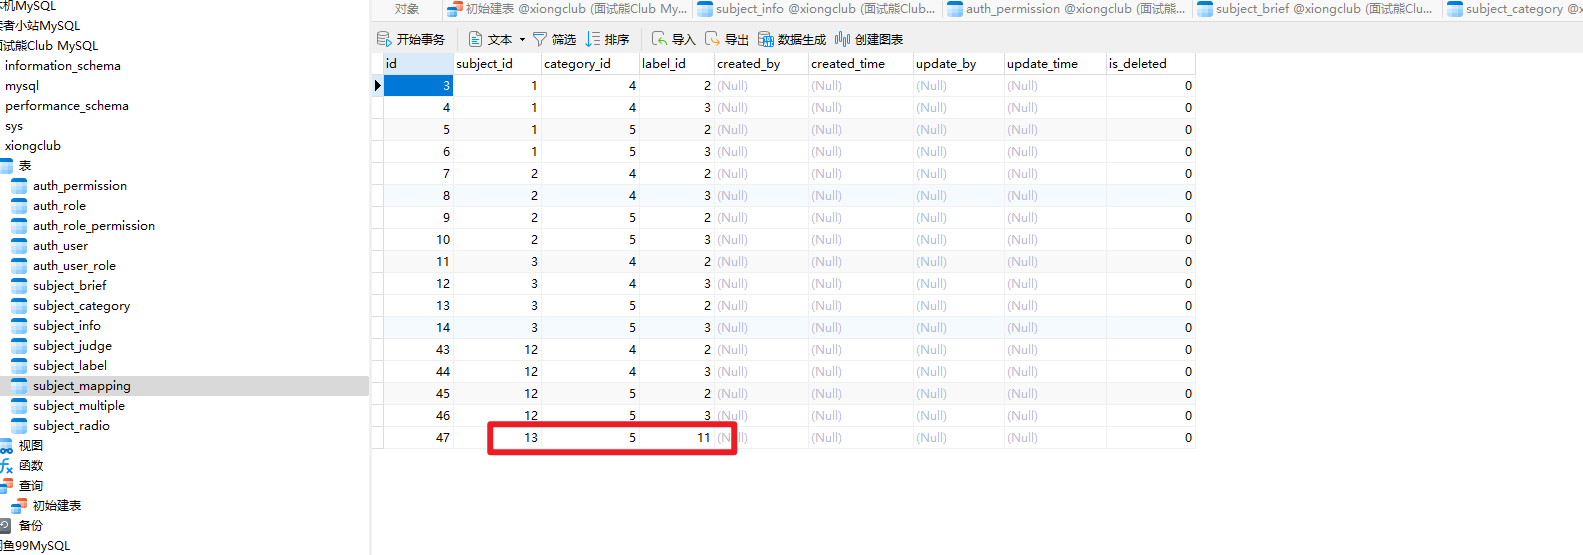 本机MySQL
对象 初始建表 @xiongclub (面试能Club My... subject_info @xiongclub (面试能Club... auth_permission @xiongclub (面试能... subject_brief @xiongclub (面试能Clu... subject_category @x
读者小站MySQL
面试能Club MySQL
information_schema
mysql
performance_schema
sys
xiongclub
表
auth_permission
auth_role
auth_role_permission
auth_user
auth_user_role
subject_brief
subject_category
subject_info
subject_judge
subject_label
subject_mapping
subject_multiple
subject_radio
视图
函数
查询
初始建表
备份
闲鱼99MySQL
开始事务 文本 筛选 排序 导入 导出 数据生成 创建图表
id subject_id category_id label_id created_by created_time update_by update_time is_deleted
3 1 4 2 (Null) (Null) (Null) (Null) 0
4 1 4 3 (Null) (Null) (Null) (Null) 0
5 1 5 2 (Null) (Null) (Null) (Null) 0
6 1 5 3 (Null) (Null) (Null) (Null) 0
7 2 4 2 (Null) (Null) (Null) (Null) 0
8 2 4 3 (Null) (Null) (Null) (Null) 0
9 2 5 2 (Null) (Null) (Null) (Null) 0
10 2 5 3 (Null) (Null) (Null) (Null) 0
11 3 4 2 (Null) (Null) (Null) (Null) 0
12 3 4 3 (Null) (Null) (Null) (Null) 0
13 3 5 2 (Null) (Null) (Null) (Null) 0
14 3 5 3 (Null) (Null) (Null) (Null) 0
43 12 4 2 (Null) (Null) (Null) (Null) 0
44 12 4 3 (Null) (Null) (Null) (Null) 0
45 12 5 2 (Null) (Null) (Null) (Null) 0
46 12 5 3 (Null) (Null) (Null) (Null) 0
47 13 5 11 (Null) (Null) (Null) (Null) 0